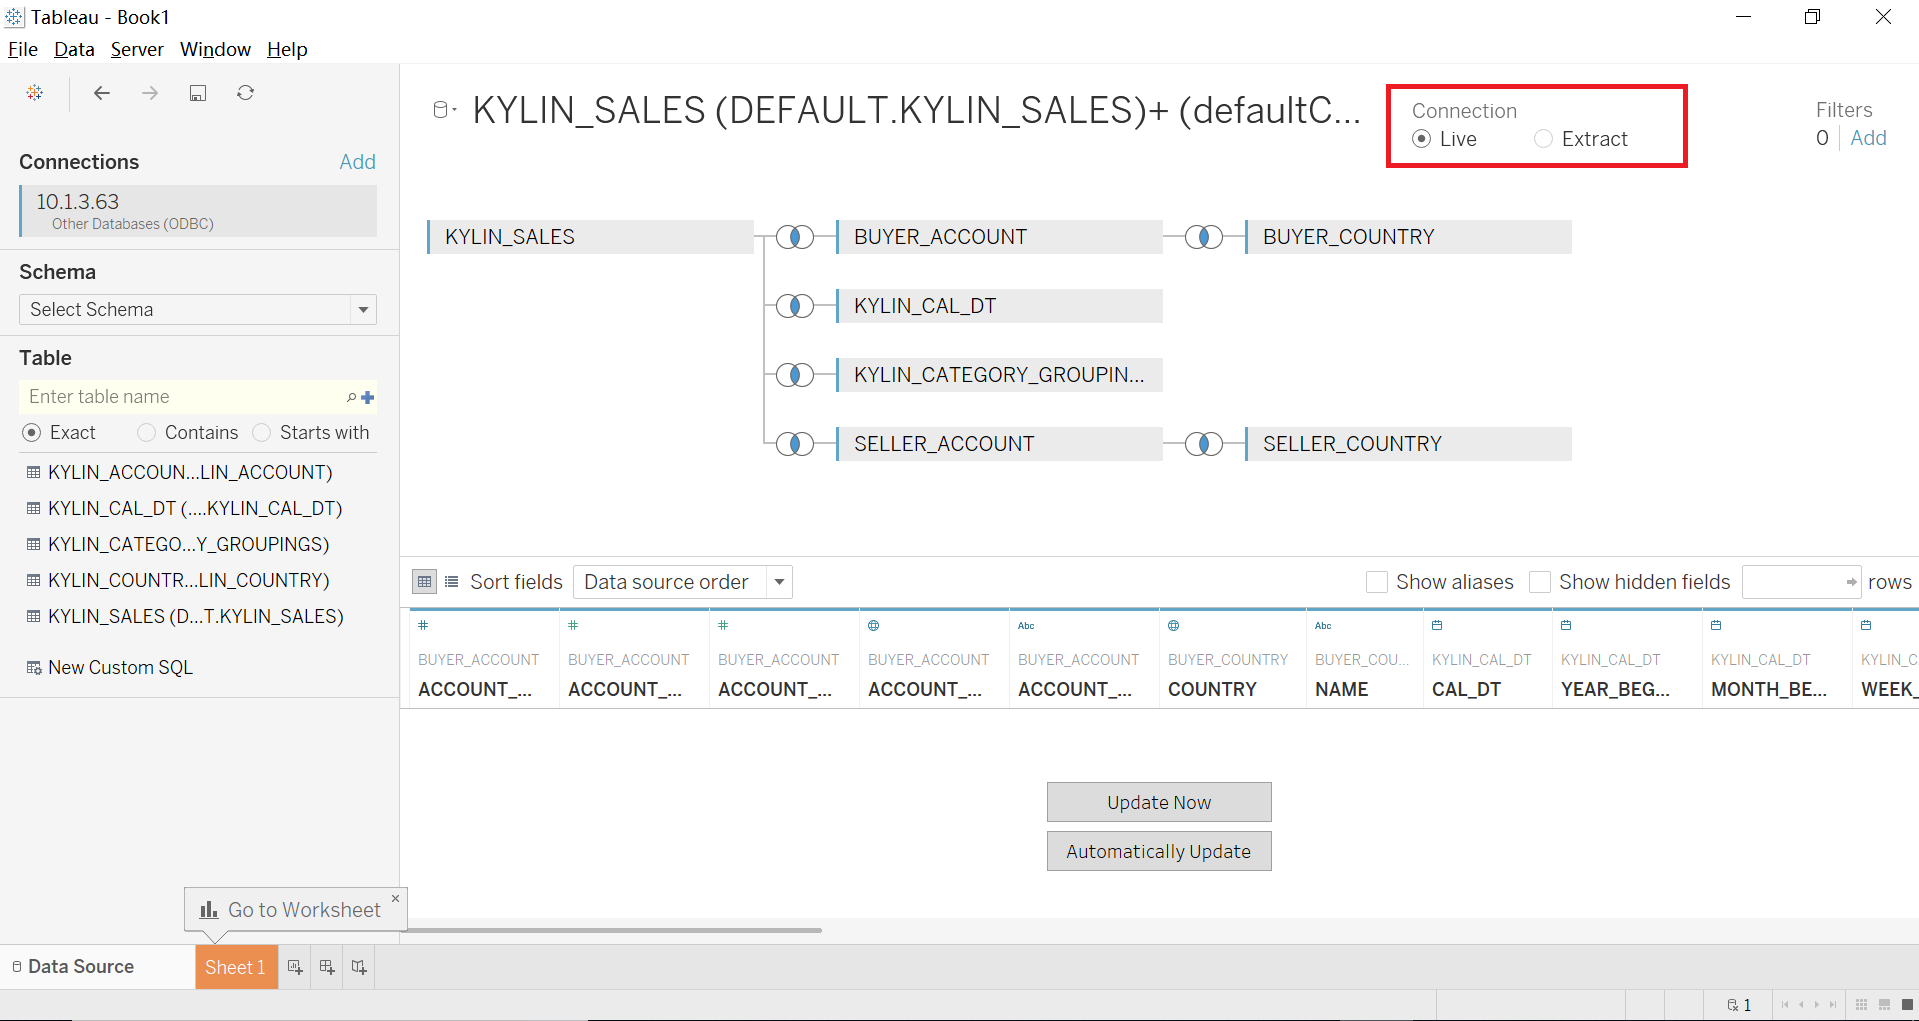 Tableau - Book1
File Data Server Window Help
KYLIN_SALES (DEFAULT.KYLIN_SALES)+ (defaultC...
Connection
Live Extract
Filters
0 Add
Connections Add
10.1.3.63
Other Databases (ODBC)
Schema
Select Schema
Table
Enter table name
Exact Contains Starts with
KYLIN_ACCOUN...LIN_ACCOUNT)
KYLIN_CAL_DT (....KYLIN_CAL_DT)
KYLIN_CATEGO...Y_GROUPINGS)
KYLIN_COUNTR...LIN_COUNTRY)
KYLIN_SALES (D...T.KYLIN_SALES)
New Custom SQL
KYLIN_SALES BUYER_ACCOUNT BUYER_COUNTRY
KYLIN_CAL_DT
KYLIN_CATEGORY_GROUPIN...
SELLER_ACCOUNT SELLER_COUNTRY
Sort fields Data source order Show aliases Show hidden fields rows
# # # Abc Abc
BUYER_ACCOUNT BUYER_ACCOUNT BUYER_ACCOUNT BUYER_ACCOUNT BUYER_ACCOUNT BUYER_COUNTRY BUYER_COU... KYLIN_CAL_DT KYLIN_CAL_DT KYLIN_CAL_DT KYLIN_C
ACCOUNT_... ACCOUNT_... ACCOUNT_... ACCOUNT_... ACCOUNT_... COUNTRY NAME CAL_DT YEAR_BEG... MONTH_BE... WEEK_
Update Now
Automatically Update
Go to Worksheet
Data Source Sheet 1
1